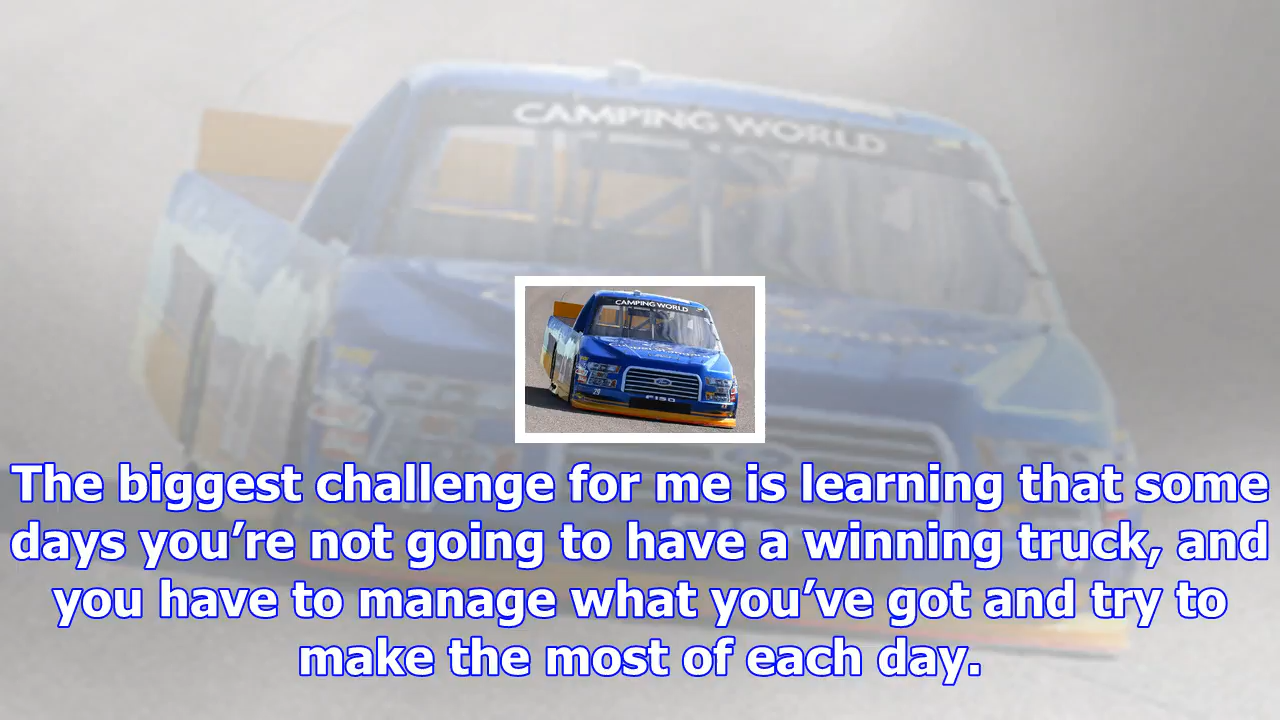 CAMPING WORLD
CAMPING WORLD
29
F150
The biggest challenge for me is learning that some
days you’re not going to have a winning truck, and
you have to manage what you’ve got and try to
make the most of each day.